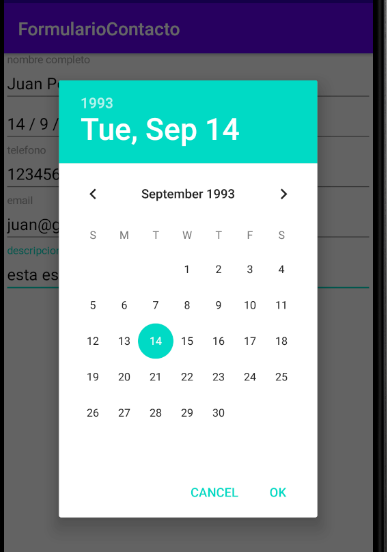 FormularioContacto
nombre completo
Juan
14 / 9 /
telefono
123456
email
juan@g
descripcion
esta es
1993
Tue, Sep 14
September 1993
S M T W T F S
1 2 3 4
5 6 7 8 9 10 11
12 13 14 15 16 17 18
19 20 21 22 23 24 25
26 27 28 29 30
CANCEL OK